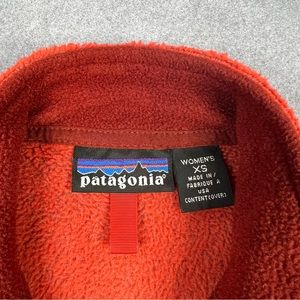 patagonia®
WOMEN'S
XS
MADE IN/
FABRIQUE A
USA
CONTENT(OVER)